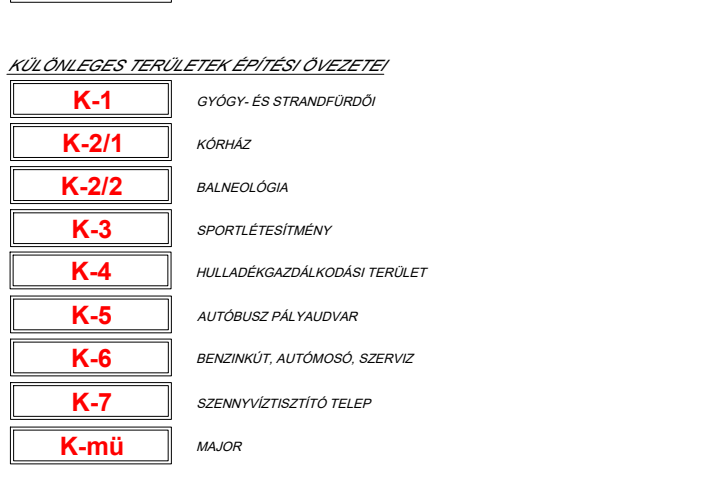 KÜLÖNLEGES TERÜLETEK ÉPÍTÉSI ÖVEZETEI
K-1 GYÓGY- ÉS STRANDFÜRDŐI
K-2/1 KÓRHÁZ
K-2/2 BALNEOLÓGIA
K-3 SPORTLÉTESÍTMÉNY
K-4 HULLADÉKGAZDÁLKODÁSI TERÜLET
K-5 AUTÓBUSZ PÁLYAUDVAR
K-6 BENZINKÚT, AUTÓMOSÓ, SZERVIZ
K-7 SZENNYVÍZTISZTÍTÓ TELEP
K-mü MAJOR